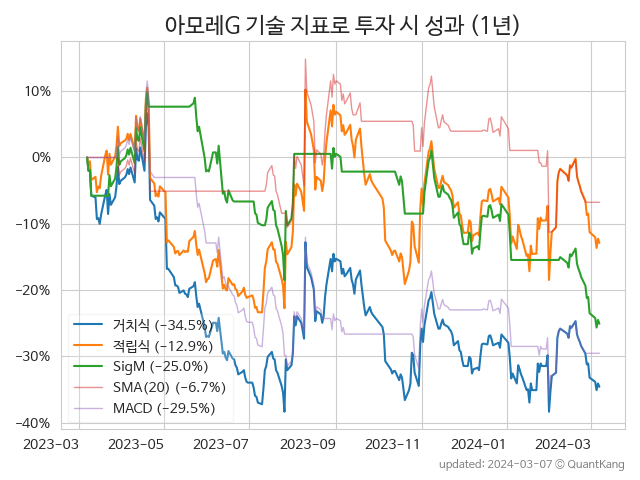 아모레G 기술 지표로 투자 시 성과 (1년)
10%
0%
−10%
−20%
−30%
−40%
거치식 (−34.5%)
적립식 (−12.9%)
SigM (−25.0%)
SMA(20) (−6.7%)
MACD (−29.5%)
2023−03 2023−05 2023−07 2023−09 2023−11 2024−01 2024−03
updated: 2024−03−07 © QuantKang